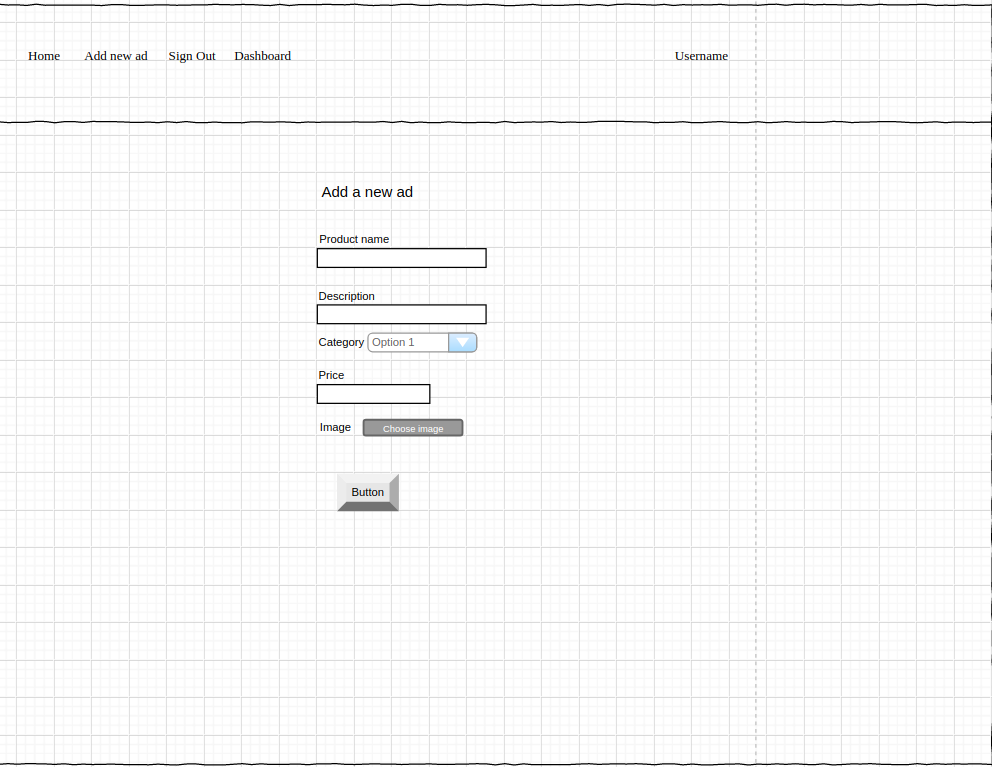 Home Add new ad Sign Out Dashboard Username
Add a new ad
Product name
Description
Category Option 1
Price
Image Choose image
Button